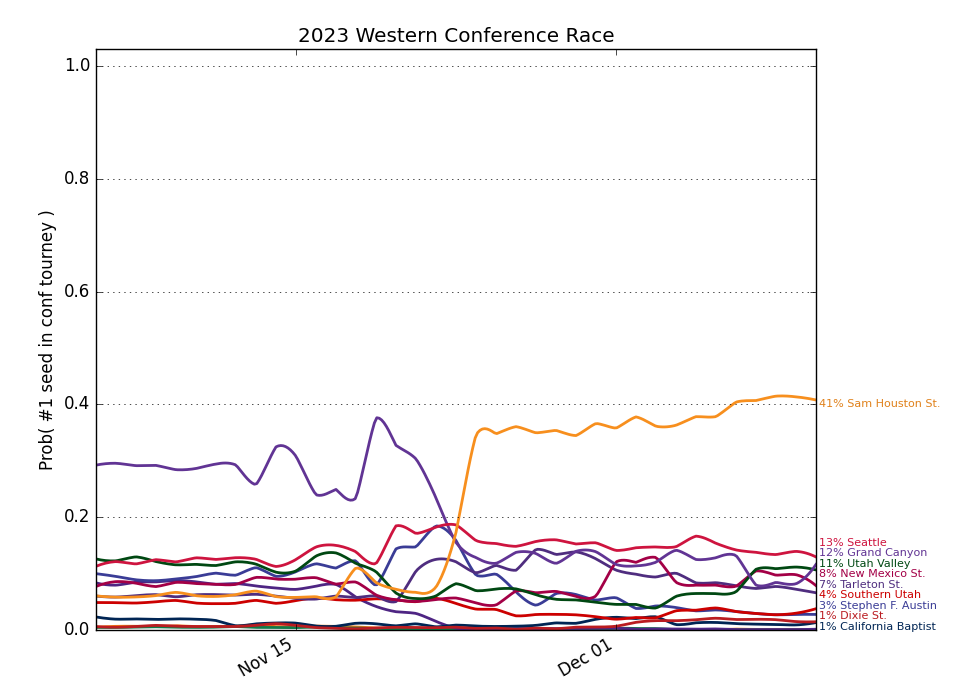 2023 Western Conference Race
Prob( #1 seed in conf tourney )
1.0
0.8
0.6
0.4
0.2
0.0
Nov 15
Dec 01
41% Sam Houston St.
13% Seattle
12% Grand Canyon
11% Utah Valley
8% New Mexico St.
7% Tarleton St.
4% Southern Utah
3% Stephen F. Austin
1% Dixie St.
1% California Baptist